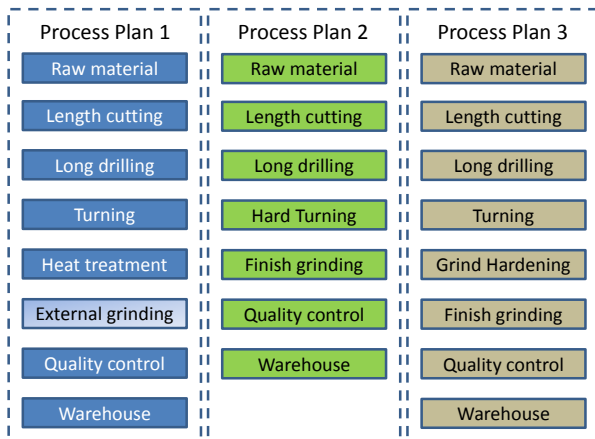 Process Plan 1
Raw material
Length cutting
Long drilling
Turning
Heat treatment
External grinding
Quality control
Warehouse
Process Plan 2
Raw material
Length cutting
Long drilling
Hard Turning
Finish grinding
Quality control
Warehouse
Process Plan 3
Raw material
Length cutting
Long drilling
Turning
Grind Hardening
Finish grinding
Quality control
Warehouse